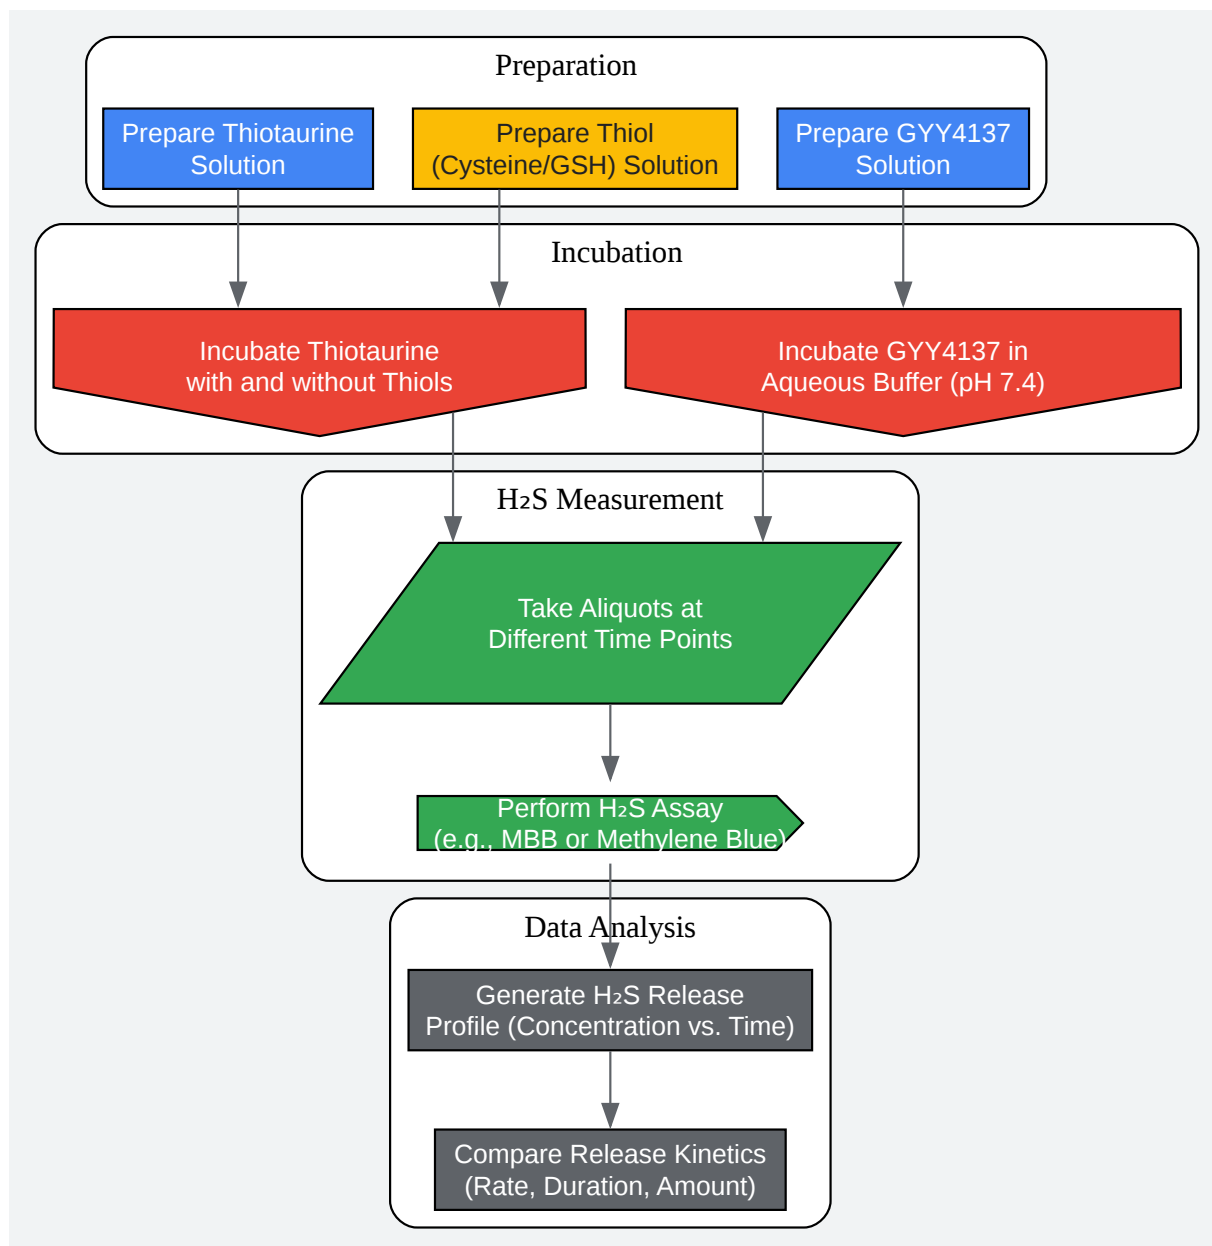 Preparation
Prepare Thiotaurine
Solution
Prepare Thiol
(Cysteine/GSH) Solution
Prepare GYY4137
Solution
Incubation
Incubate Thiotaurine
with and without Thiols
Incubate GYY4137 in
Aqueous Buffer (pH 7.4)
H₂S Measurement
Take Aliquots at
Different Time Points
Perform H₂S Assay
(e.g., MBB or Methylene Blue)
Data Analysis
Generate H₂S Release
Profile (Concentration vs. Time)
Compare Release Kinetics
(Rate, Duration, Amount)